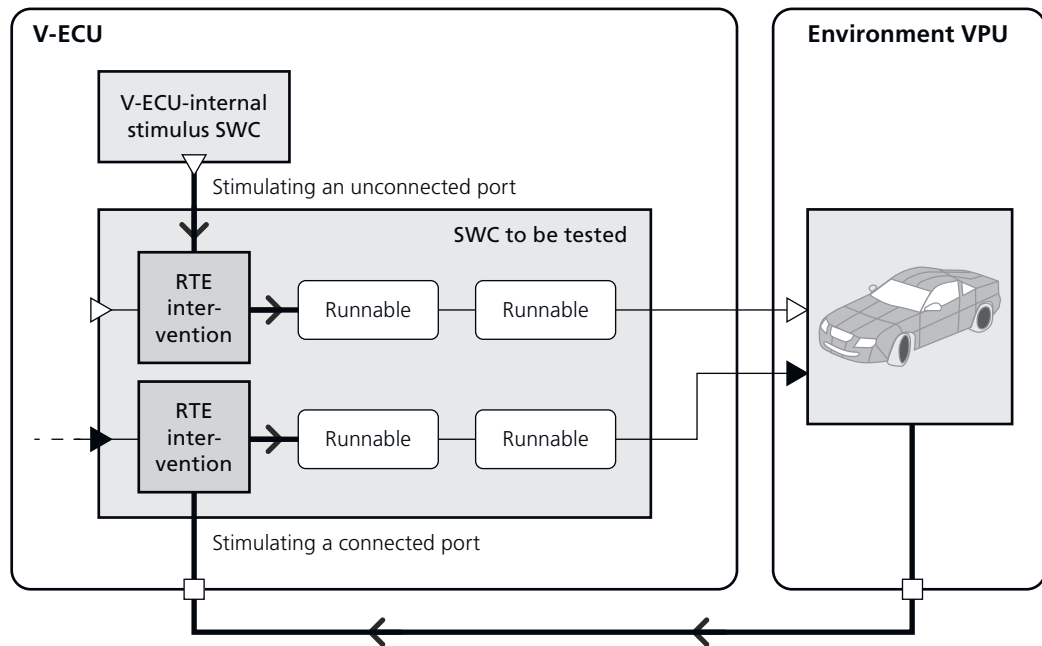 V-ECU
Environment VPU
V-ECU-internal
stimulus SWC
Stimulating an unconnected port
SWC to be tested
RTE
inter-
vention
Runnable
Runnable
RTE
inter-
vention
Runnable
Runnable
Stimulating a connected port